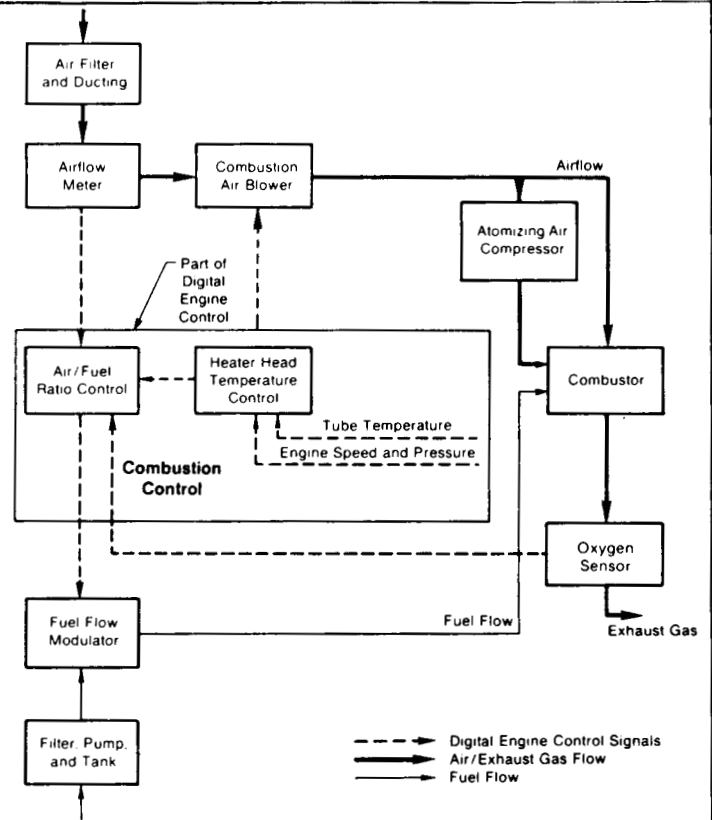 Air Filter
and Ducting
Airflow
Meter
Combustion
Air Blower
Airflow
Atomizing Air
Compressor
Part of
Digital
Engine
Control
Air/Fuel
Ratio Control
Heater Head
Temperature
Control
Combustor
Tube Temperature
Engine Speed and Pressure
Combustion
Control
Oxygen
Sensor
Fuel Flow
Modulator
Fuel Flow
Exhaust Gas
Filter, Pump,
and Tank
Digital Engine Control Signals
Air/Exhaust Gas Flow
Fuel Flow